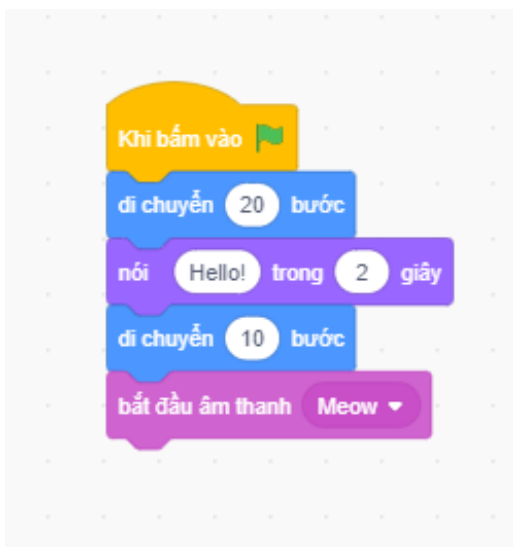 Khi bấm vào
di chuyển 20 bước
nói Hello! trong 2 giây
di chuyển 10 bước
bắt đầu âm thanh Meow